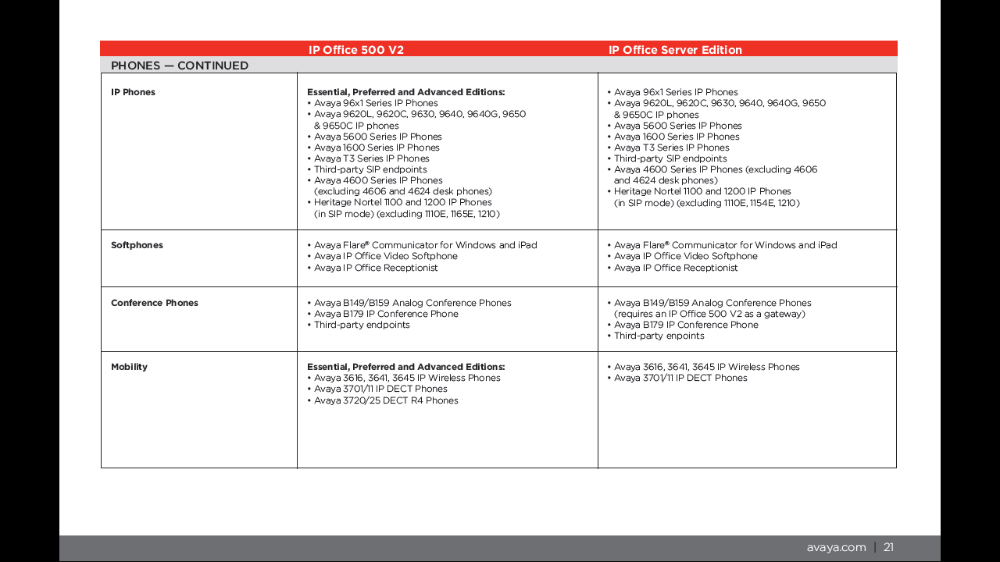 IP Office 500 V2
IP Office Server Edition
PHONES — CONTINUED
IP Phones
Essential, Preferred and Advanced Editions:
• Avaya 96x1 Series IP Phones
• Avaya 9620L, 9620C, 9630, 9640, 9640G, 9650
& 9650C IP phones
• Avaya 5600 Series IP Phones
• Avaya 1600 Series IP Phones
• Avaya T3 Series IP Phones
• Third-party SIP endpoints
• Avaya 4600 Series IP Phones
(excluding 4606 and 4624 desk phones)
• Heritage Nortel 1100 and 1200 IP Phones
(in SIP mode) (excluding 1110E, 1165E, 1210)
• Avaya 96x1 Series IP Phones
• Avaya 9620L, 9620C, 9630, 9640, 9640G, 9650
& 9650C IP phones
• Avaya 5600 Series IP Phones
• Avaya 1600 Series IP Phones
• Avaya T3 Series IP Phones
• Third-party SIP endpoints
• Avaya 4600 Series IP Phones (excluding 4606
and 4624 desk phones)
• Heritage Nortel 1100 and 1200 IP Phones
(in SIP mode) (excluding 1110E, 1154E, 1210)
Softphones
• Avaya Flare® Communicator for Windows and iPad
• Avaya IP Office Video Softphone
• Avaya IP Office Receptionist
• Avaya Flare® Communicator for Windows and iPad
• Avaya IP Office Video Softphone
• Avaya IP Office Receptionist
Conference Phones
• Avaya B149/B159 Analog Conference Phones
• Avaya B179 IP Conference Phone
• Third-party endpoints
• Avaya B149/B159 Analog Conference Phones
(requires an IP Office 500 V2 as a gateway)
• Avaya B179 IP Conference Phone
• Third-party enpoints
Mobility
Essential, Preferred and Advanced Editions:
• Avaya 3616, 3641, 3645 IP Wireless Phones
• Avaya 3701/11 IP DECT Phones
• Avaya 3720/25 DECT R4 Phones
• Avaya 3616, 3641, 3645 IP Wireless Phones
• Avaya 3701/11 IP DECT Phones
avaya.com | 21